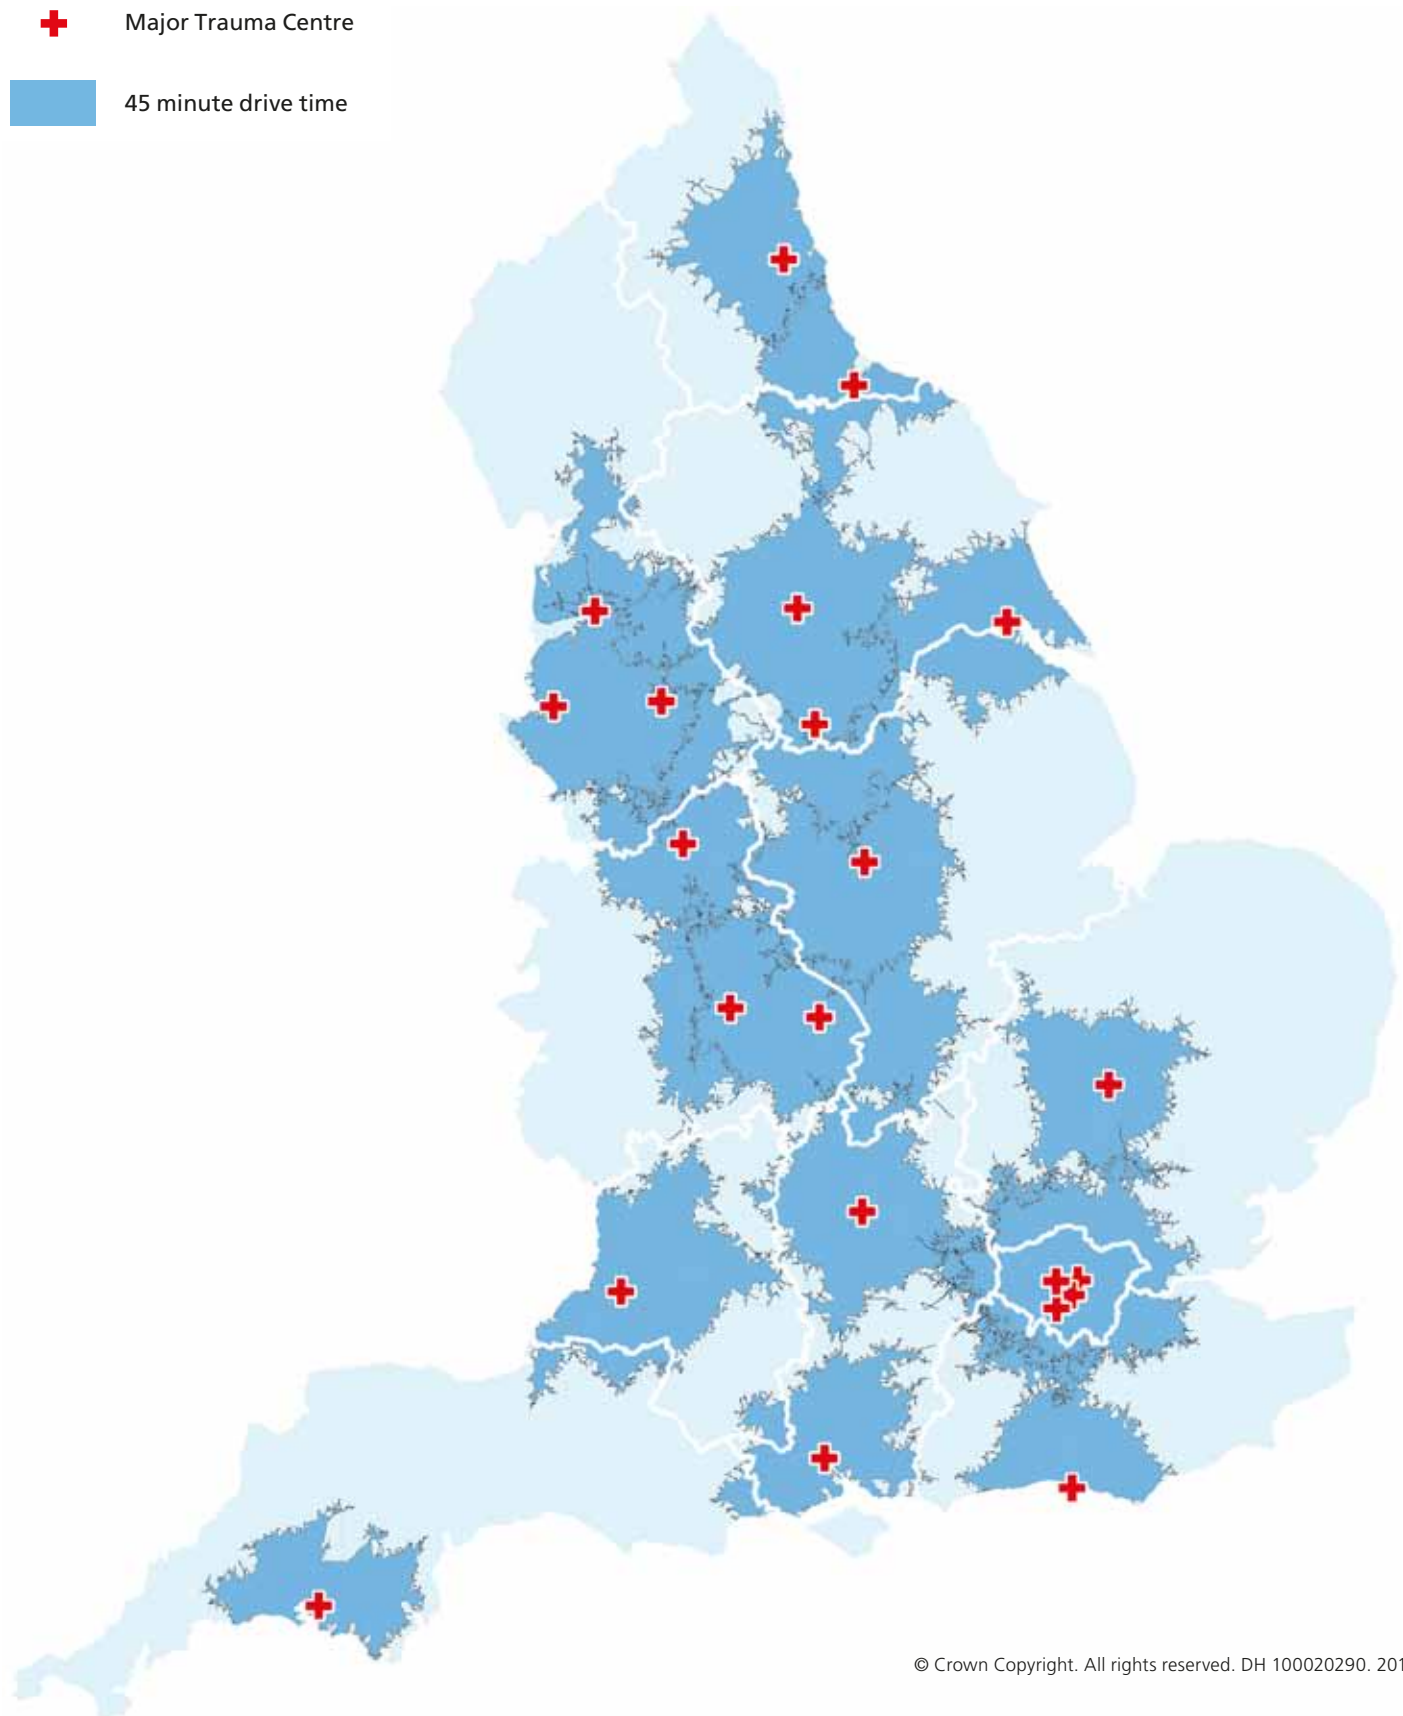 Major Trauma Centre
45 minute drive time
© Crown Copyright. All rights reserved. DH 100020290. 201